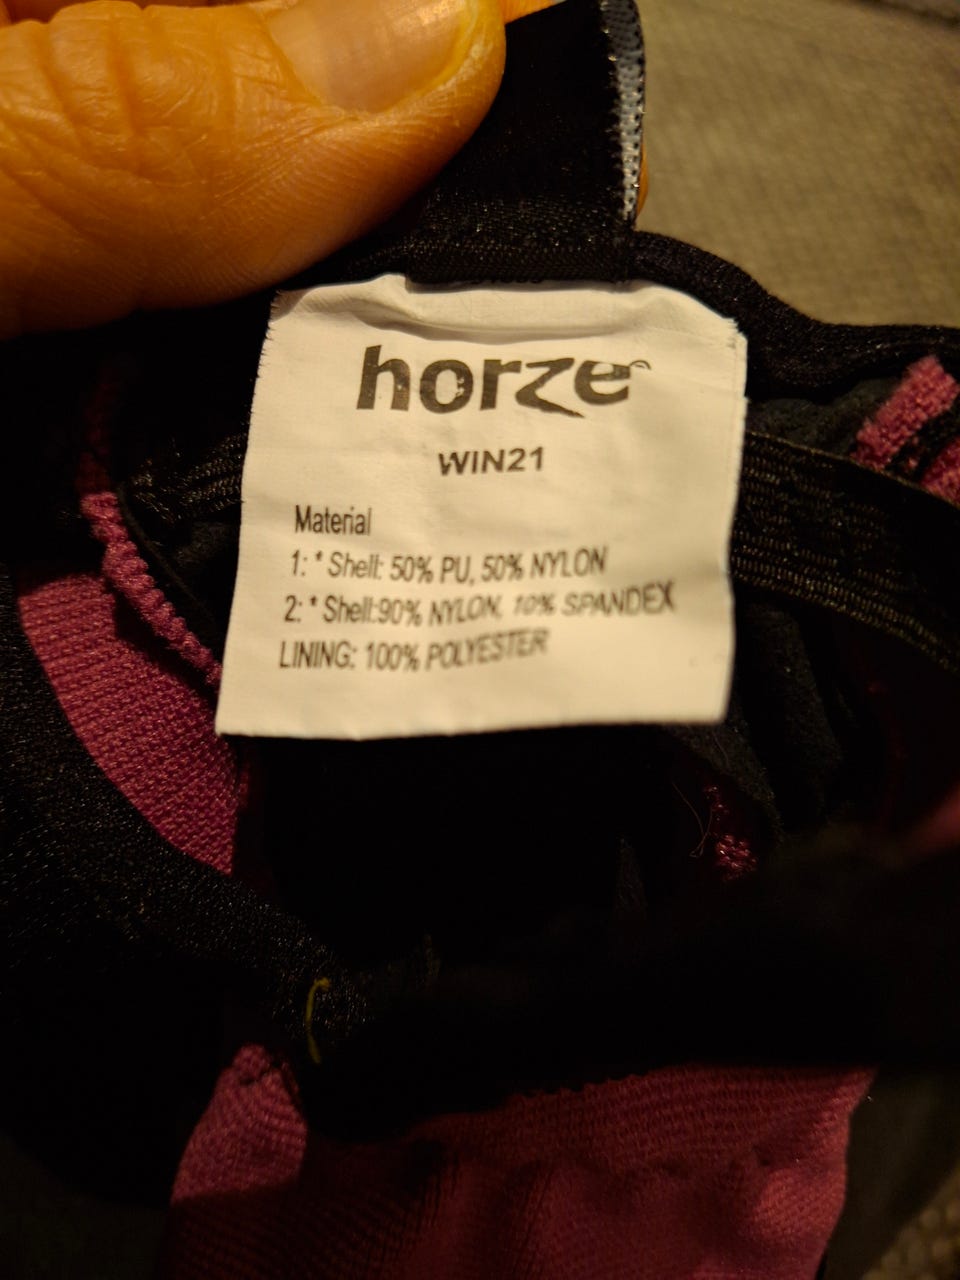 horze
WIN21
Material
1: * Shell: 50% PU, 50% NYLON
2: * Shell:90% NYLON, 10% SPANDEX
LINING: 100% POLYESTER